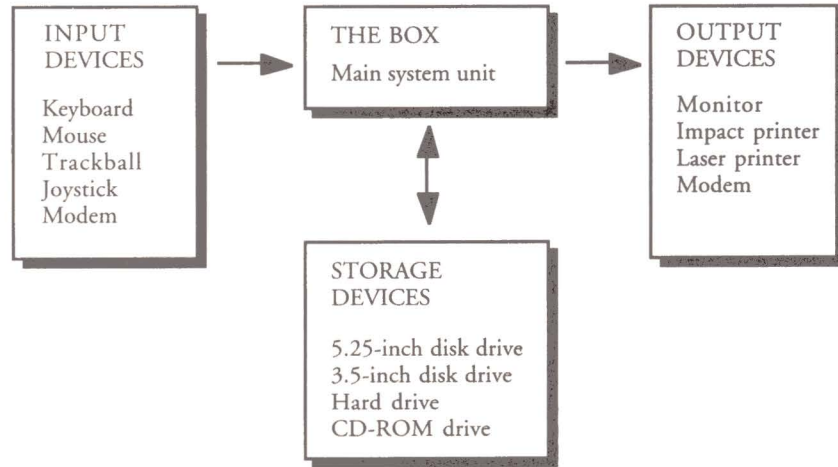 INPUT
DEVICES
Keyboard
Mouse
Trackball
Joystick
Modem
THE BOX
Main system unit
OUTPUT
DEVICES
Monitor
Impact printer
Laser printer
Modem
STORAGE
DEVICES
5.25-inch disk drive
3.5-inch disk drive
Hard drive
CD-ROM drive